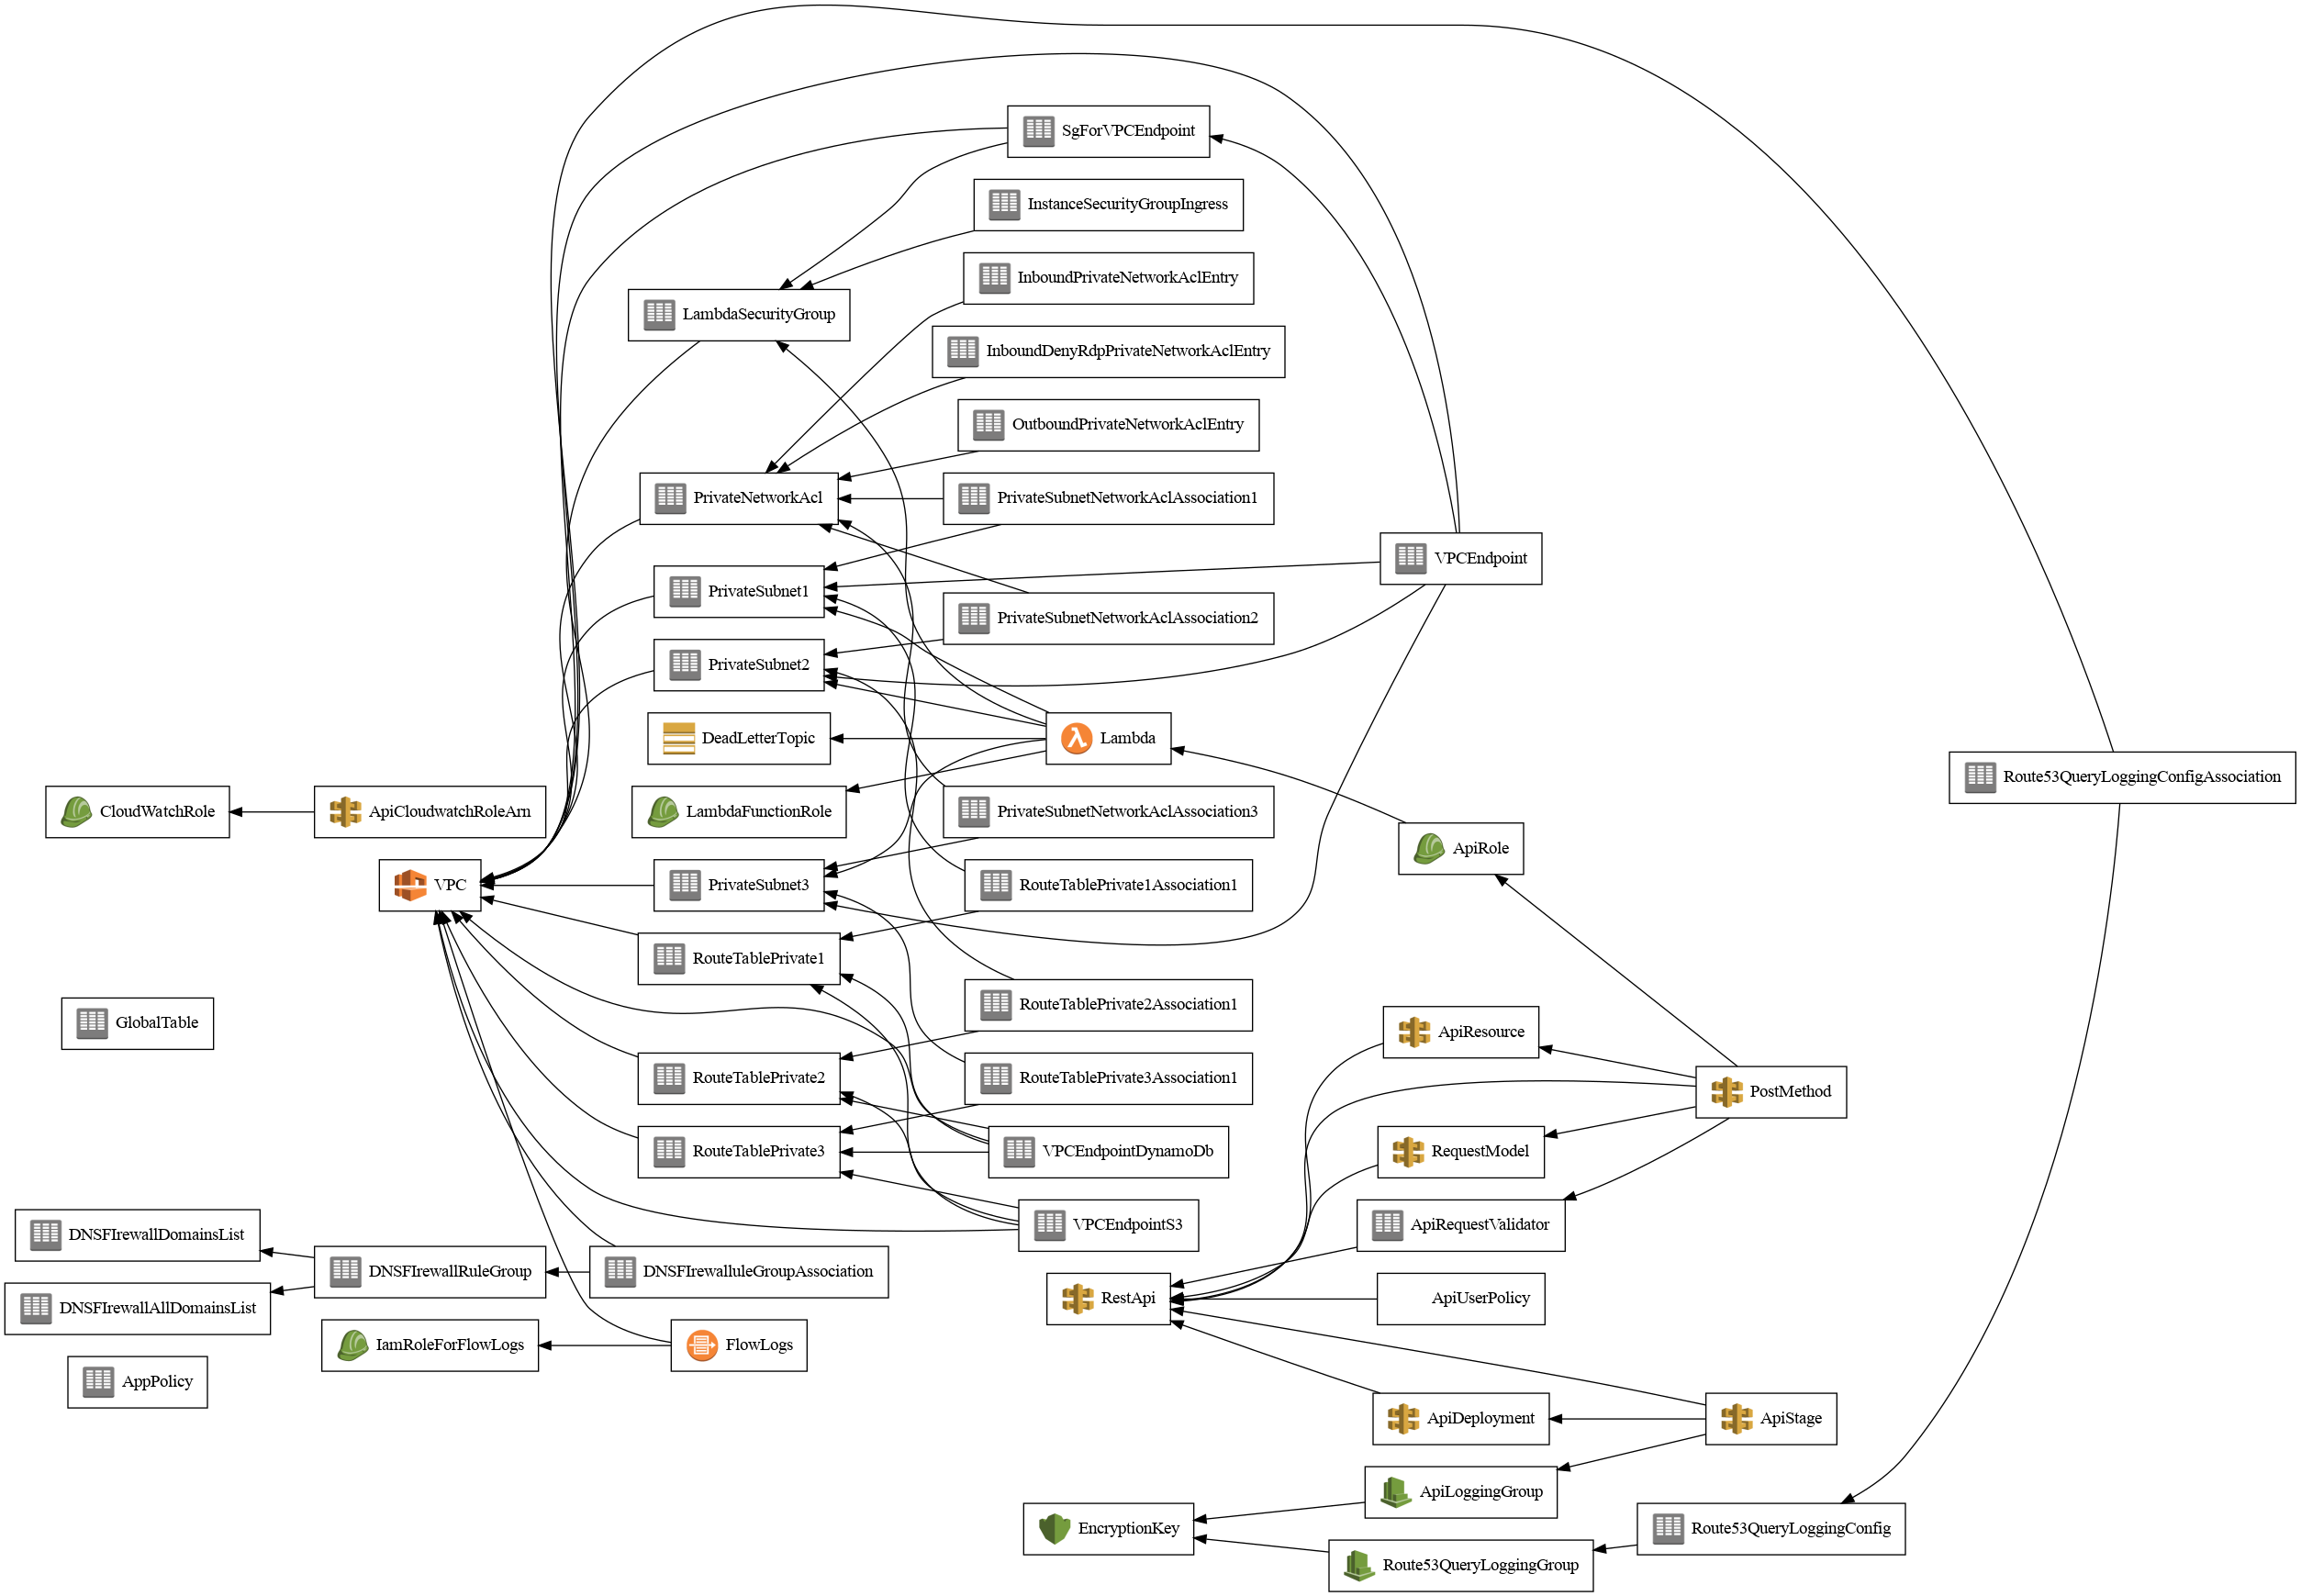 SgForVPCEndpoint
InstanceSecurityGroupIngress
InboundPrivateNetworkAclEntry
LambdaSecurityGroup
InboundDenyRdpPrivateNetworkAclEntry
OutboundPrivateNetworkAclEntry
PrivateNetworkAcl
PrivateSubnetNetworkAclAssociation1
VPCEndpoint
PrivateSubnet1
PrivateSubnetNetworkAclAssociation2
PrivateSubnet2
DeadLetterTopic
Lambda
Route53QueryLoggingConfigAssociation
CloudWatchRole
ApiCloudwatchRoleArn
LambdaFunctionRole
PrivateSubnetNetworkAclAssociation3
ApiRole
VPC
PrivateSubnet3
RouteTablePrivate1Association1
RouteTablePrivate1
RouteTablePrivate2Association1
GlobalTable
ApiResource
RouteTablePrivate2
RouteTablePrivate3Association1
PostMethod
RouteTablePrivate3
VPCEndpointDynamoDb
RequestModel
DNSFIrewallDomainsList
VPCEndpointS3
ApiRequestValidator
DNSFIrewallRuleGroup
DNSFIrewalluleGroupAssociation
DNSFIrewallAllDomainsList
RestApi
ApiUserPolicy
IamRoleForFlowLogs
FlowLogs
AppPolicy
ApiDeployment
ApiStage
ApiLoggingGroup
EncryptionKey
Route53QueryLoggingConfig
Route53QueryLoggingGroup